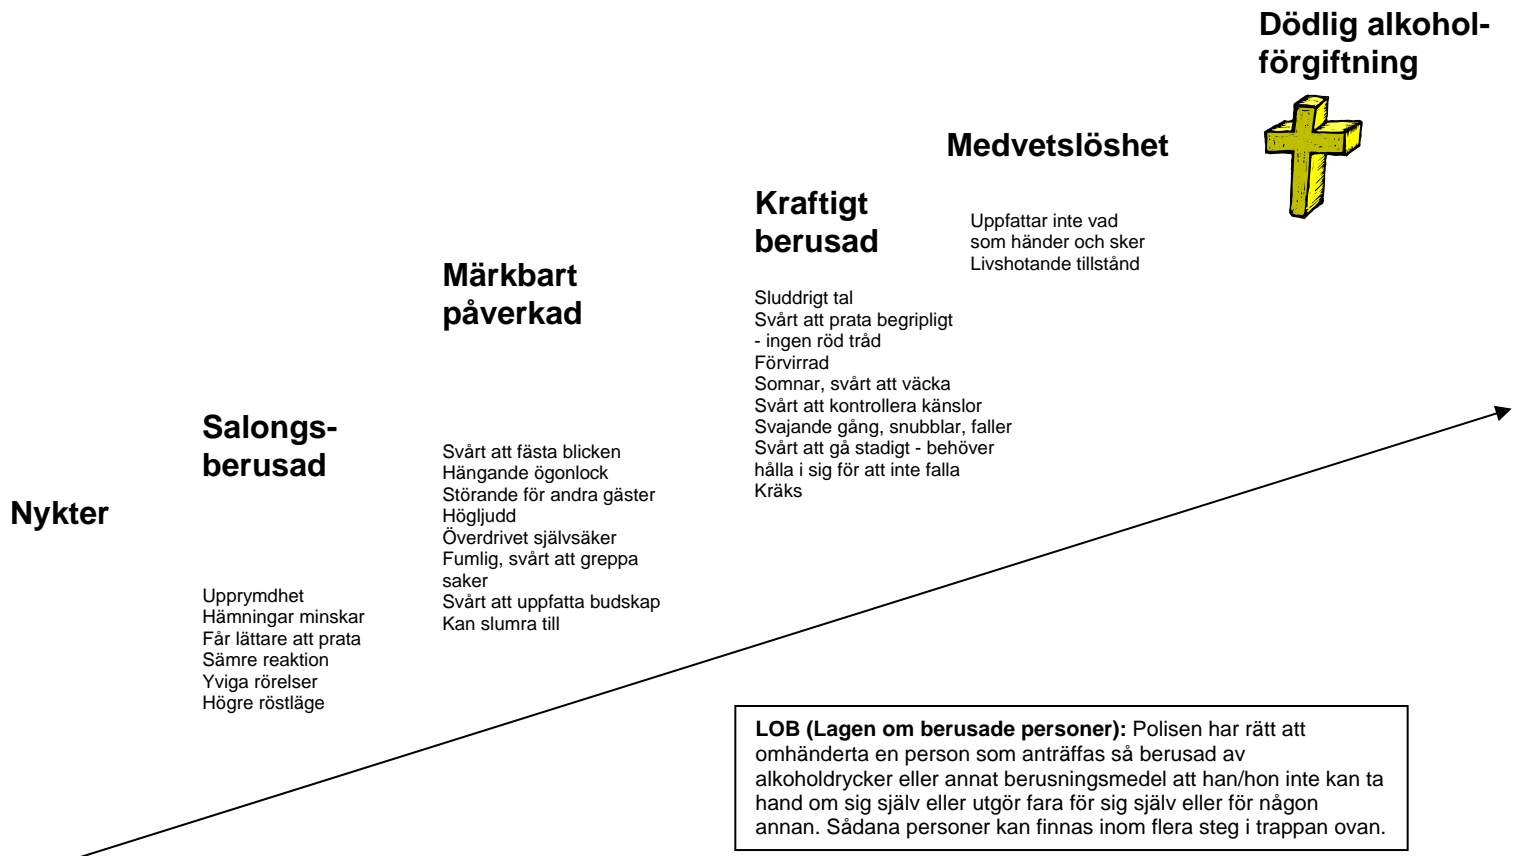 Nykter
Salongs-
berusad
Upprymdhet
Hämningar minskar
Får lättare att prata
Sämre reaktion
Yviga rörelser
Högre röstläge
Märkbart
påverkad
Svårt att fästa blicken
Hängande ögonlock
Störande för andra gäster
Högljudd
Överdrivet självsäker
Fumlig, svårt att greppa
saker
Svårt att uppfatta budskap
Kan slumra till
Kraftigt
berusad
Sluddrigt tal
Svårt att prata begripligt
- ingen röd tråd
Förvirrad
Somnar, svårt att väcka
Svårt att kontrollera känslor
Svajande gång, snubblar, faller
Svårt att gå stadigt - behöver
hålla i sig för att inte falla
Kräks
Medvetslöshet
Uppfattar inte vad
som händer och sker
Livshotande tillstånd
Dödlig alkohol-
förgiftning
LOB (Lagen om berusade personer): Polisen har rätt att
omhänderta en person som anträffas så berusad av
alkoholdrycker eller annat berusningsmedel att han/hon inte kan ta
hand om sig själv eller utgör fara för sig själv eller för någon
annan. Sådana personer kan finnas inom flera steg i trappan ovan.